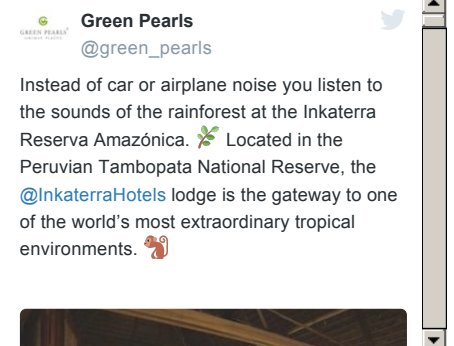 Green Pearls
@green_pearls
Instead of car or airplane noise you listen to
the sounds of the rainforest at the Inkaterra
Reserva Amazónica. 🌿 Located in the
Peruvian Tambopata National Reserve, the
@InkaterraHotels lodge is the gateway to one
of the world’s most extraordinary tropical
environments. 🐒